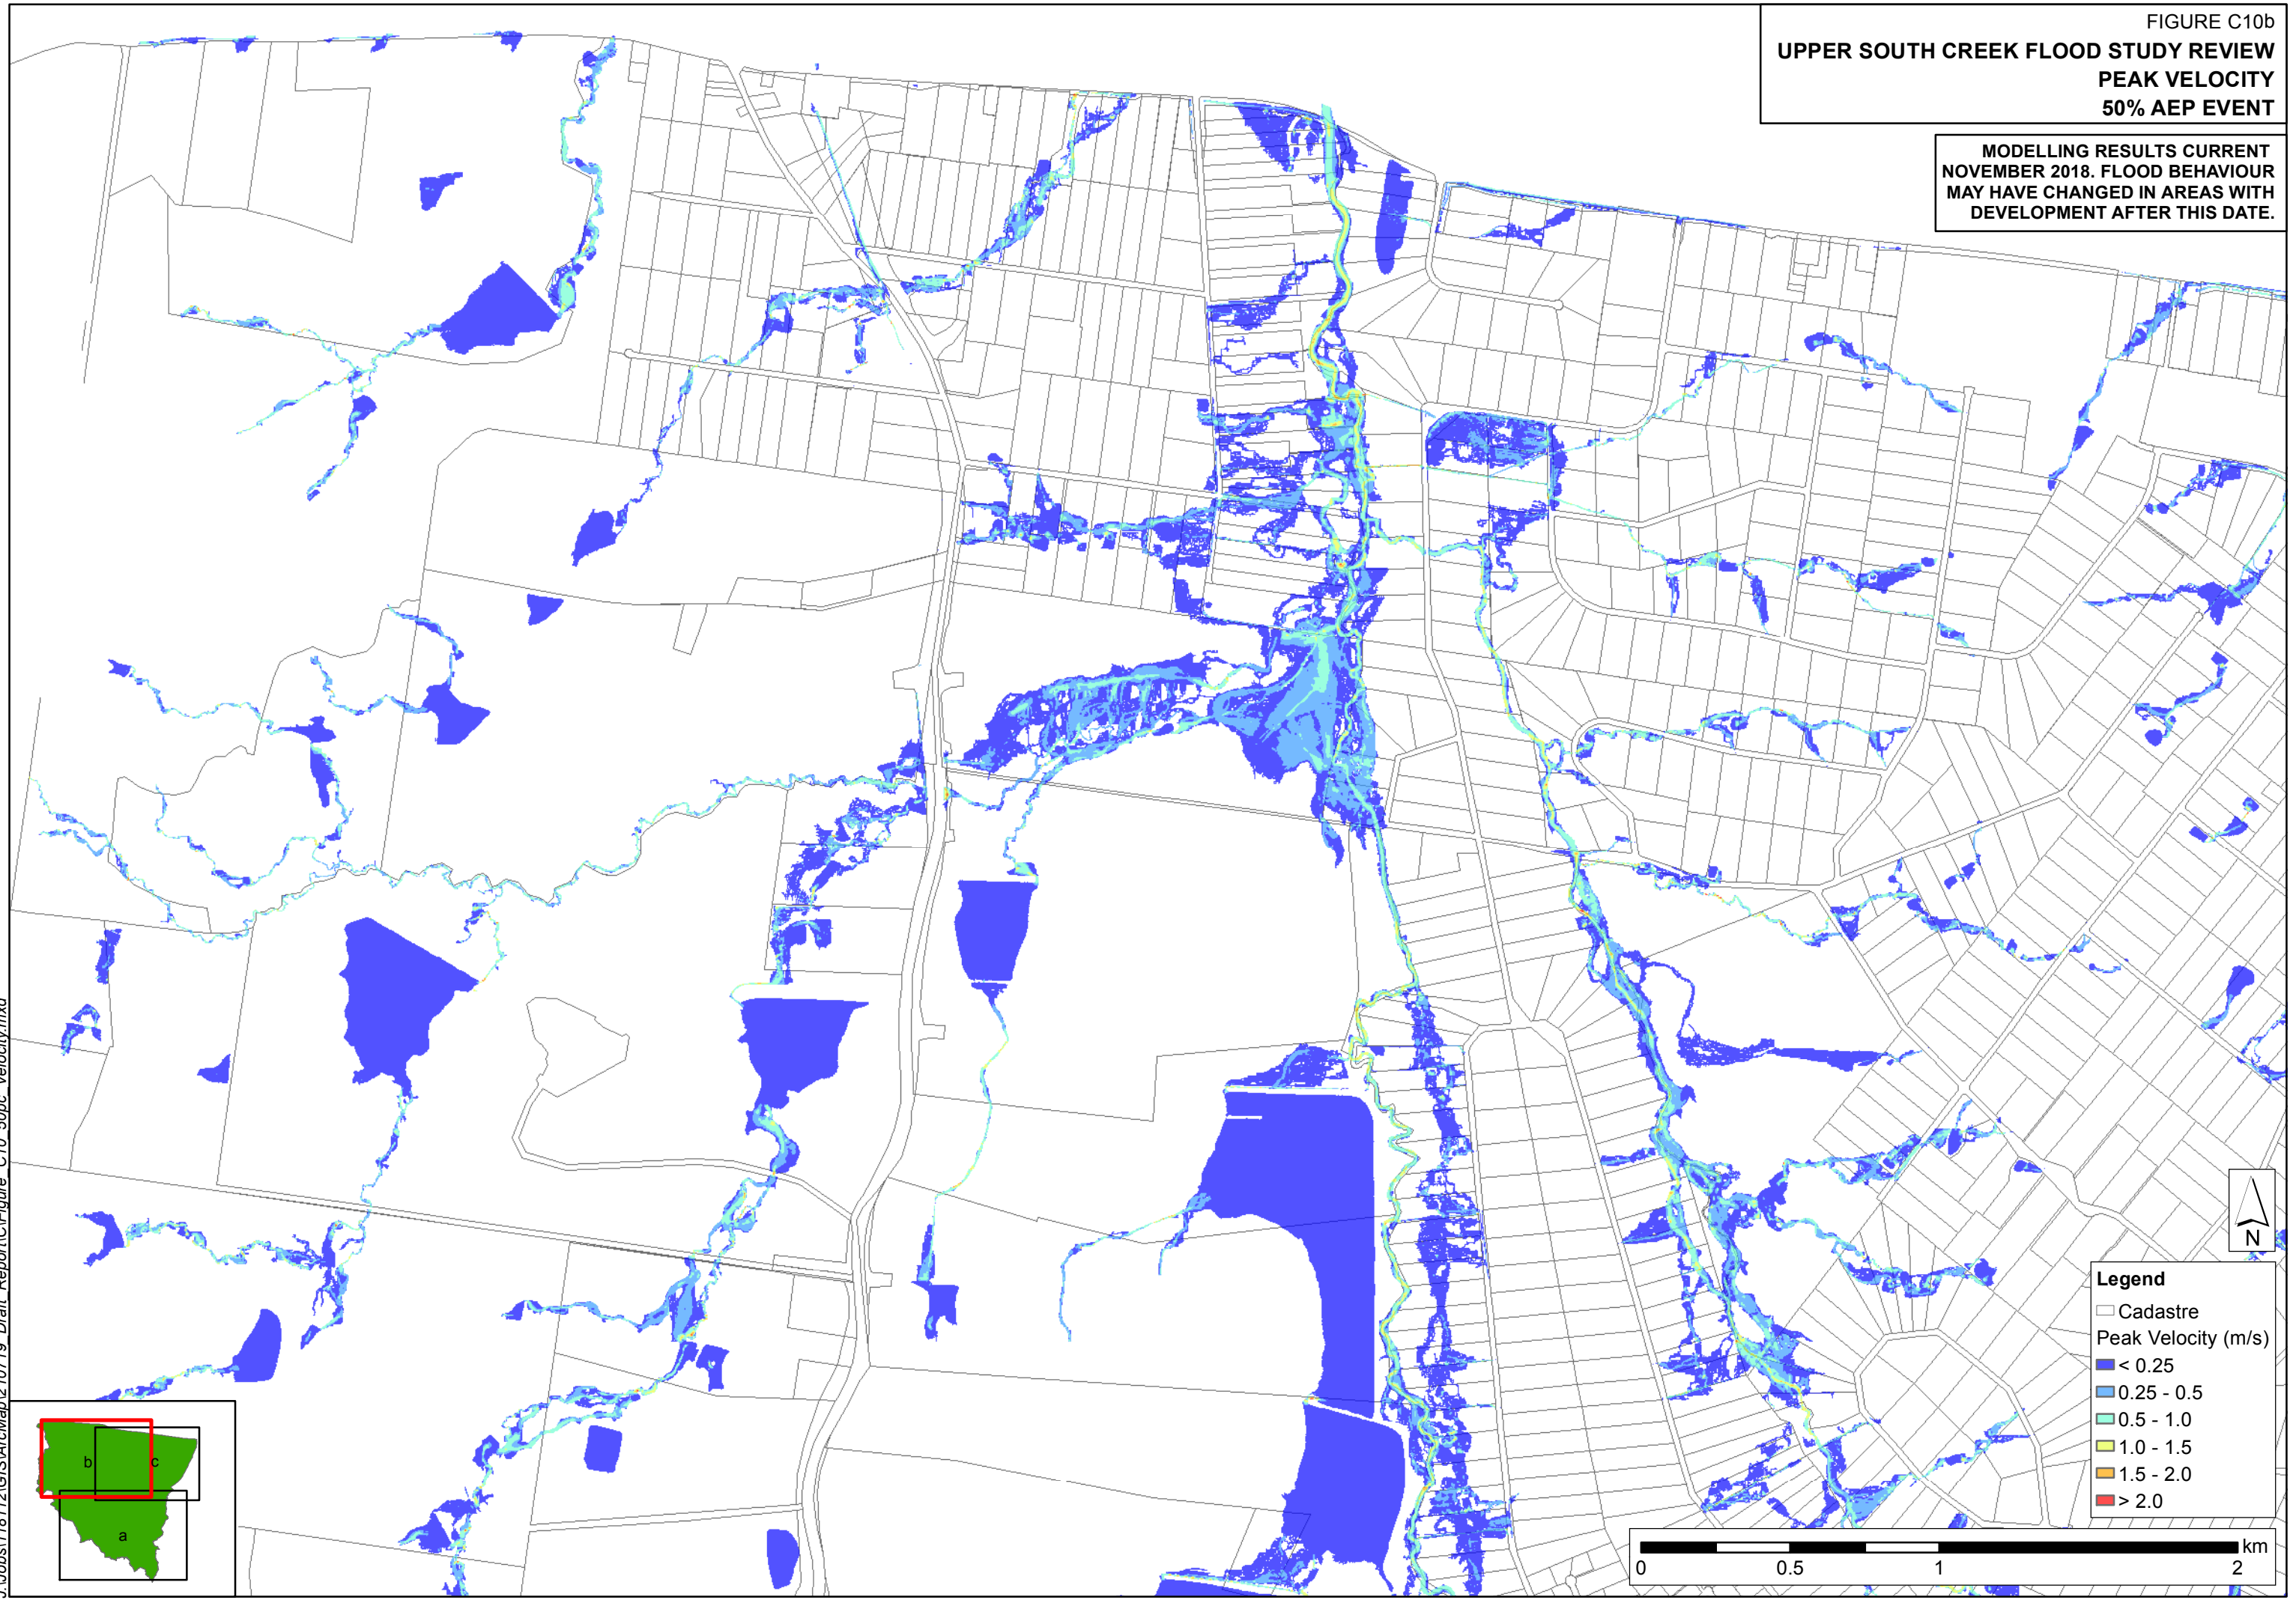 FIGURE C10b
UPPER SOUTH CREEK FLOOD STUDY REVIEW
PEAK VELOCITY
50% AEP EVENT
MODELLING RESULTS CURRENT
NOVEMBER 2018. FLOOD BEHAVIOUR
MAY HAVE CHANGED IN AREAS WITH
DEVELOPMENT AFTER THIS DATE.
N
Legend
Cadastre
Peak Velocity (m/s)
< 0.25
0.25 - 0.5
0.5 - 1.0
1.0 - 1.5
1.5 - 2.0
> 2.0
km
0 0.5 1 2
b c
a